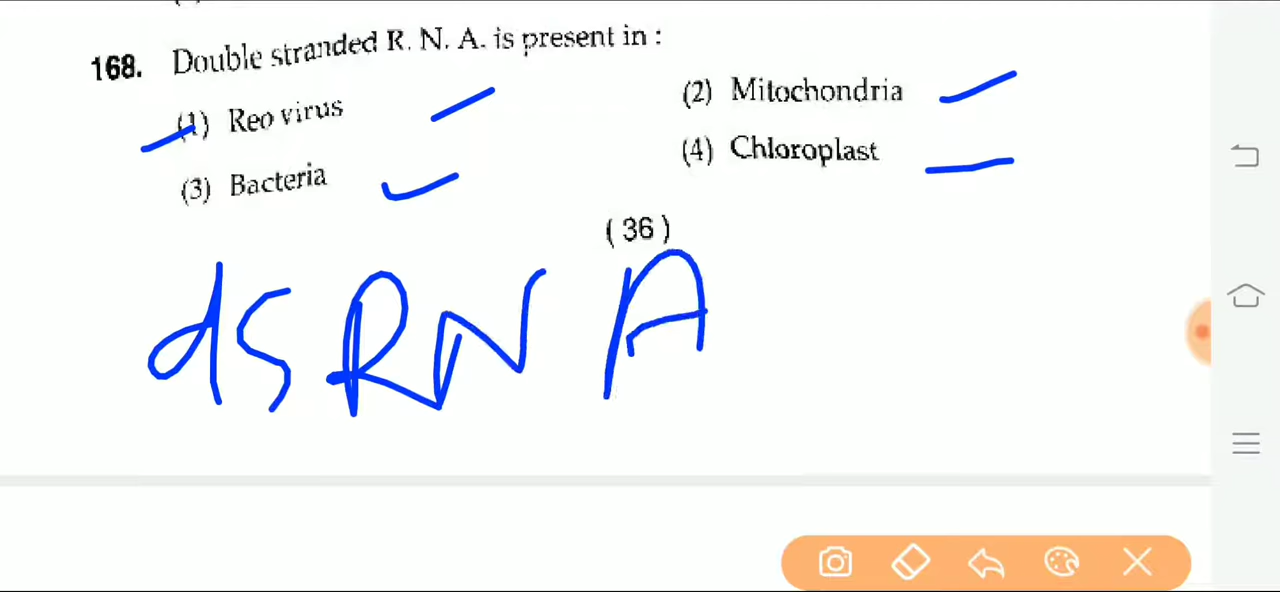 168. Double stranded R. N. A. is present in :
(1) Reo virus
(2) Mitochondria
(3) Bacteria
(4) Chloroplast
( 36 )
dSRNA